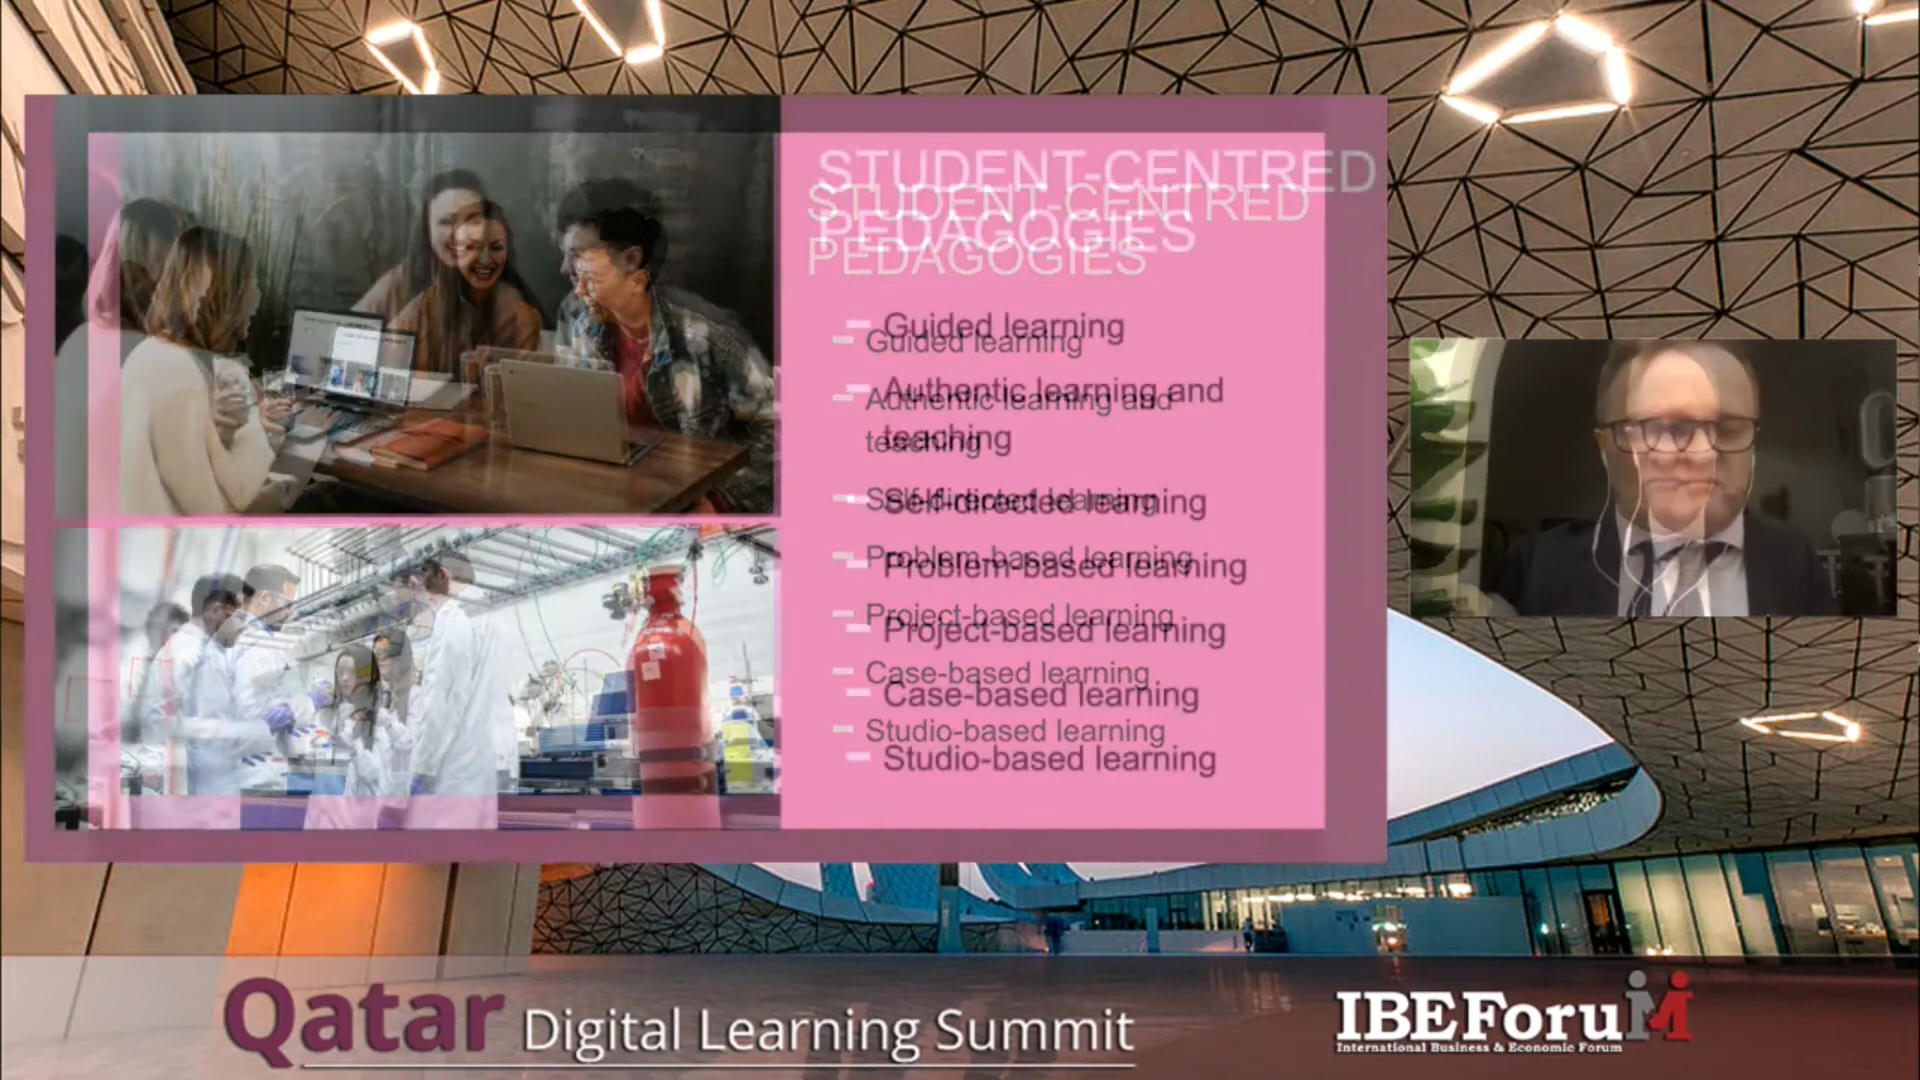 STUDENT-CENTRED
PEDAGOGIES
Guided learning
Authentic learning and
teaching
Self-directed learning
Problem-based learning
Project-based learning
Case-based learning
Studio-based learning
Qatar Digital Learning Summit
IBEForuM
International Business & Economic Forum